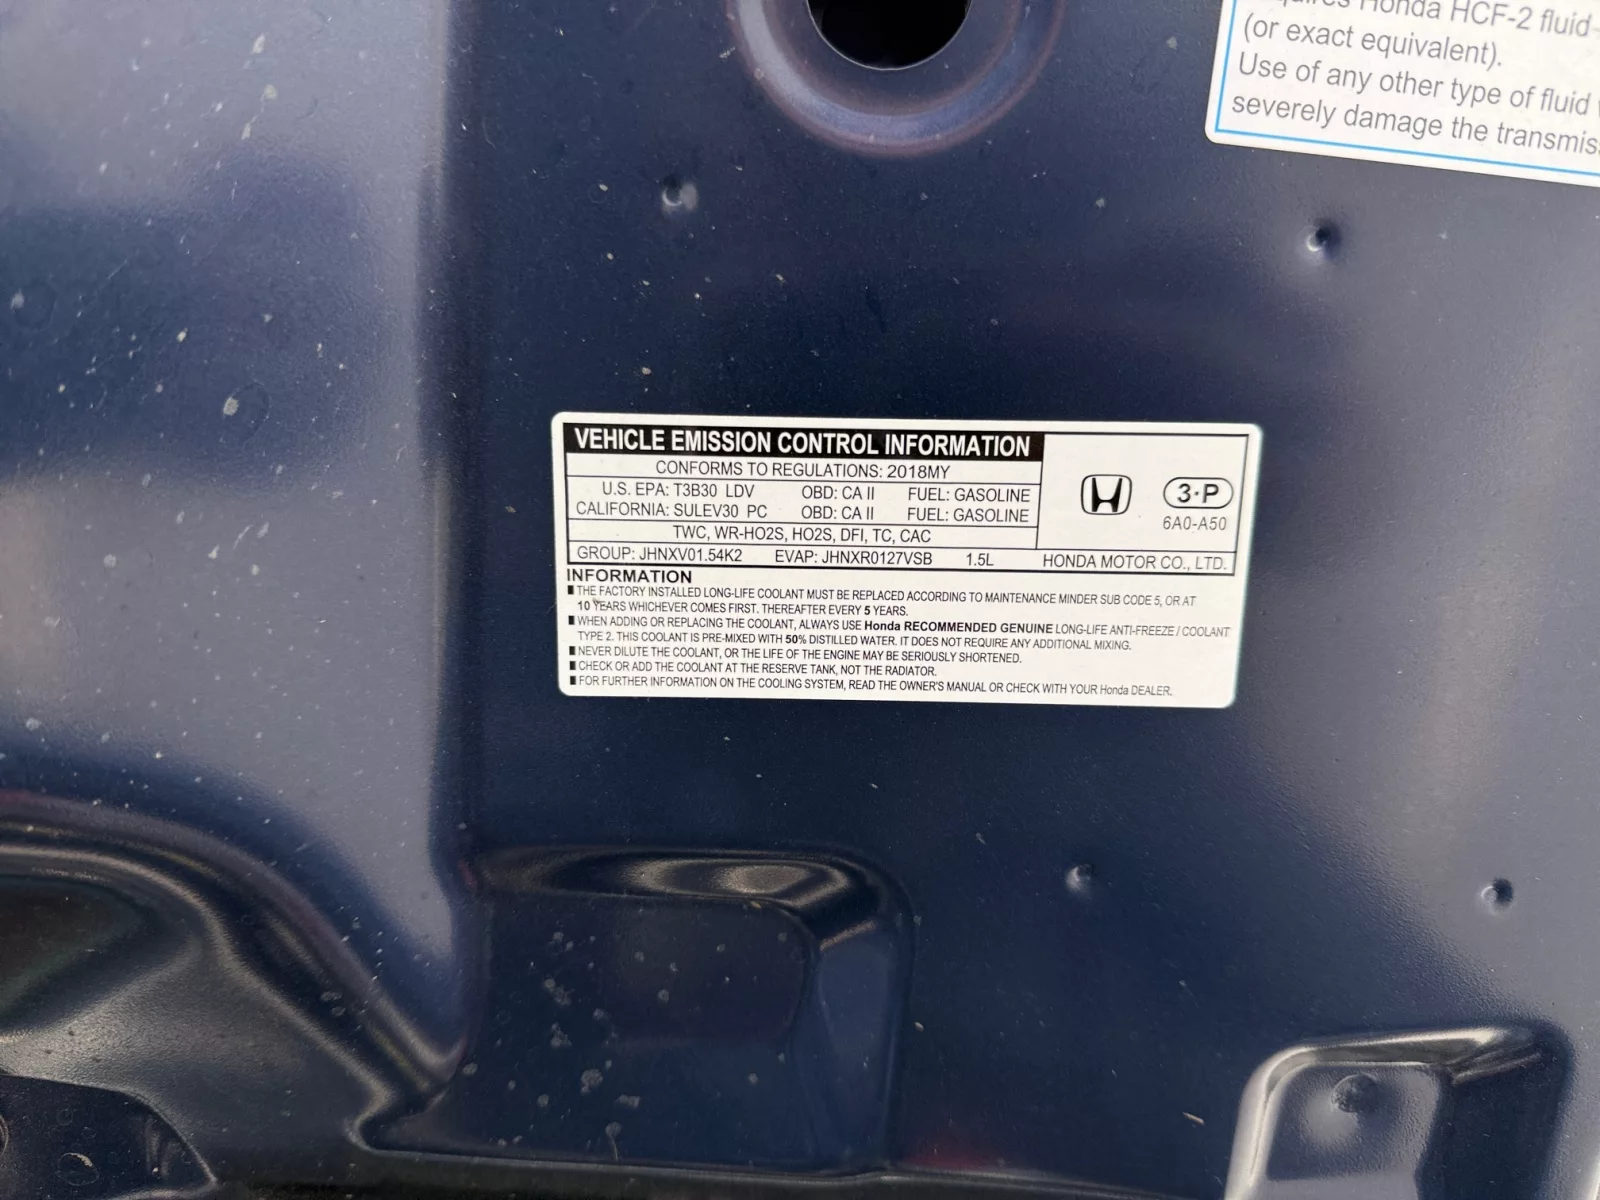 Honda HCF-2 fluid
(or exact equivalent).
Use of any other type of fluid
severely damage the
VEHICLE EMISSION CONTROL INFORMATION
CONFORMS TO REGULATIONS: 2018MY
U.S. EPA: T3B30 LDV OBD: CA II FUEL: GASOLINE
CALIFORNIA: SULEV30 PC OBD: CA II FUEL: GASOLINE
TWC, WR-HO2S, HO2S, DFI, TC, CAC
3·P
6A0-A50
GROUP: JHNXV01.54K2 EVAP: JHNXR0127VSB 1.5L HONDA MOTOR CO., LTD.
INFORMATION
THE FACTORY INSTALLED LONG-LIFE COOLANT MUST BE REPLACED ACCORDING TO MAINTENANCE MINDER SUB CODE 5, OR AT
10 YEARS WHICHEVER COMES FIRST. THEREAFTER EVERY 5 YEARS.
WHEN ADDING OR REPLACING THE COOLANT, ALWAYS USE Honda RECOMMENDED GENUINE LONG-LIFE ANTI-FREEZE / COOLANT
TYPE 2. THIS COOLANT IS PRE-MIXED WITH 50% DISTILLED WATER. IT DOES NOT REQUIRE ANY ADDITIONAL MIXING.
NEVER DILUTE THE COOLANT, OR THE LIFE OF THE ENGINE MAY BE SERIOUSLY SHORTENED.
CHECK OR ADD THE COOLANT AT THE RESERVE TANK, NOT THE RADIATOR.
FOR FURTHER INFORMATION ON THE COOLING SYSTEM, READ THE OWNER'S MANUAL OR CHECK WITH YOUR Honda DEALER.